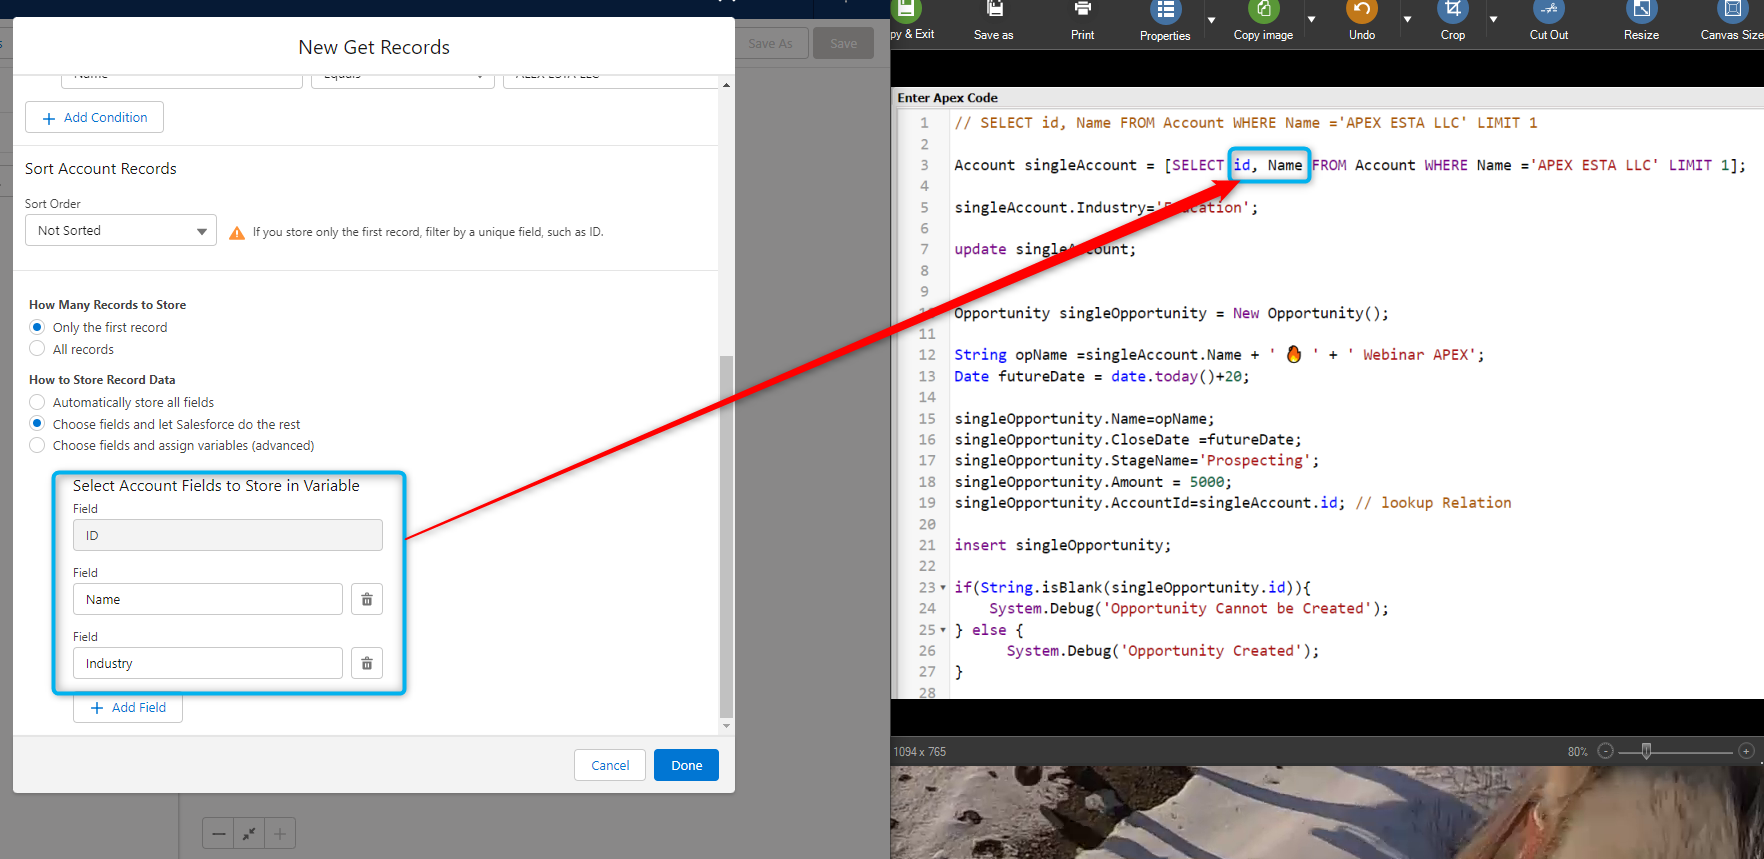 New Get Records
Save As
Save
Name
Equals
+ Add Condition
Sort Account Records
Sort Order
Not Sorted
If you store only the first record, filter by a unique field, such as ID.
How Many Records to Store
Only the first record
All records
How to Store Record Data
Automatically store all fields
Choose fields and let Salesforce do the rest
Choose fields and assign variables (advanced)
Select Account Fields to Store in Variable
Field
ID
Field
Name
Field
Industry
+ Add Field
Cancel
Done
py & Exit
Save as
Print
Properties
Copy image
Undo
Crop
Cut Out
Resize
Canvas Size
Enter Apex Code
1 // SELECT id, Name FROM Account WHERE Name ='APEX ESTA LLC' LIMIT 1
2
3 Account singleAccount = [SELECT id, Name FROM Account WHERE Name ='APEX ESTA LLC' LIMIT 1];
4
5 singleAccount.Industry='Education';
6
7 update singleAccount;
8
9
10 Opportunity singleOpportunity = New Opportunity();
11
12 String opName =singleAccount.Name + ' 🔥 ' + ' Webinar APEX';
13 Date futureDate = date.today()+20;
14
15 singleOpportunity.Name=opName;
16 singleOpportunity.CloseDate =futureDate;
17 singleOpportunity.StageName='Prospecting';
18 singleOpportunity.Amount = 5000;
19 singleOpportunity.AccountId=singleAccount.id; // lookup Relation
20
21 insert singleOpportunity;
22
23 if(String.isBlank(singleOpportunity.id)){
24 System.Debug('Opportunity Cannot be Created');
25 } else {
26 System.Debug('Opportunity Created');
27 }
28
1094 x 765
80%